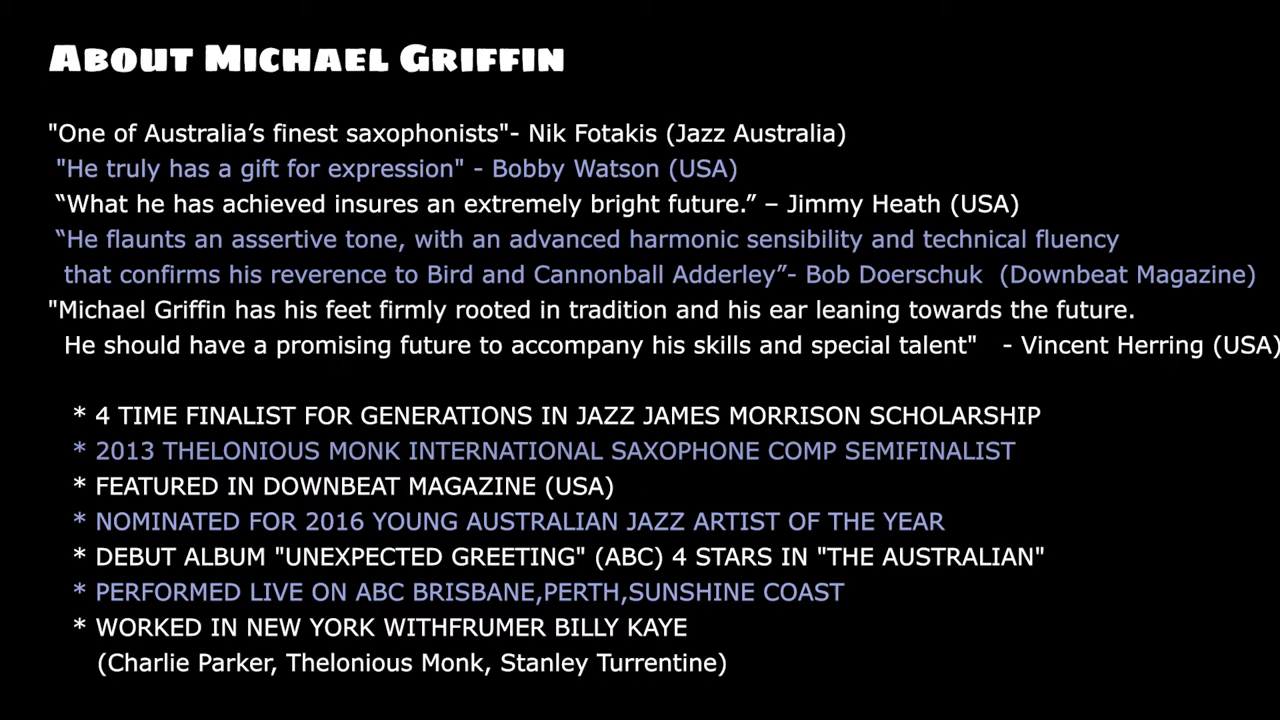 About Michael Griffin
"One of Australia’s finest saxophonists"- Nik Fotakis (Jazz Australia)
"He truly has a gift for expression" - Bobby Watson (USA)
“What he has achieved insures an extremely bright future.” – Jimmy Heath (USA)
“He flaunts an assertive tone, with an advanced harmonic sensibility and technical fluency
that confirms his reverence to Bird and Cannonball Adderley”- Bob Doerschuk (Downbeat Magazine)
"Michael Griffin has his feet firmly rooted in tradition and his ear leaning towards the future.
He should have a promising future to accompany his skills and special talent" - Vincent Herring (USA)
* 4 TIME FINALIST FOR GENERATIONS IN JAZZ JAMES MORRISON SCHOLARSHIP
* 2013 THELONIOUS MONK INTERNATIONAL SAXOPHONE COMP SEMIFINALIST
* FEATURED IN DOWNBEAT MAGAZINE (USA)
* NOMINATED FOR 2016 YOUNG AUSTRALIAN JAZZ ARTIST OF THE YEAR
* DEBUT ALBUM "UNEXPECTED GREETING" (ABC) 4 STARS IN "THE AUSTRALIAN"
* PERFORMED LIVE ON ABC BRISBANE,PERTH,SUNSHINE COAST
* WORKED IN NEW YORK WITHFRUMER BILLY KAYE
(Charlie Parker, Thelonious Monk, Stanley Turrentine)